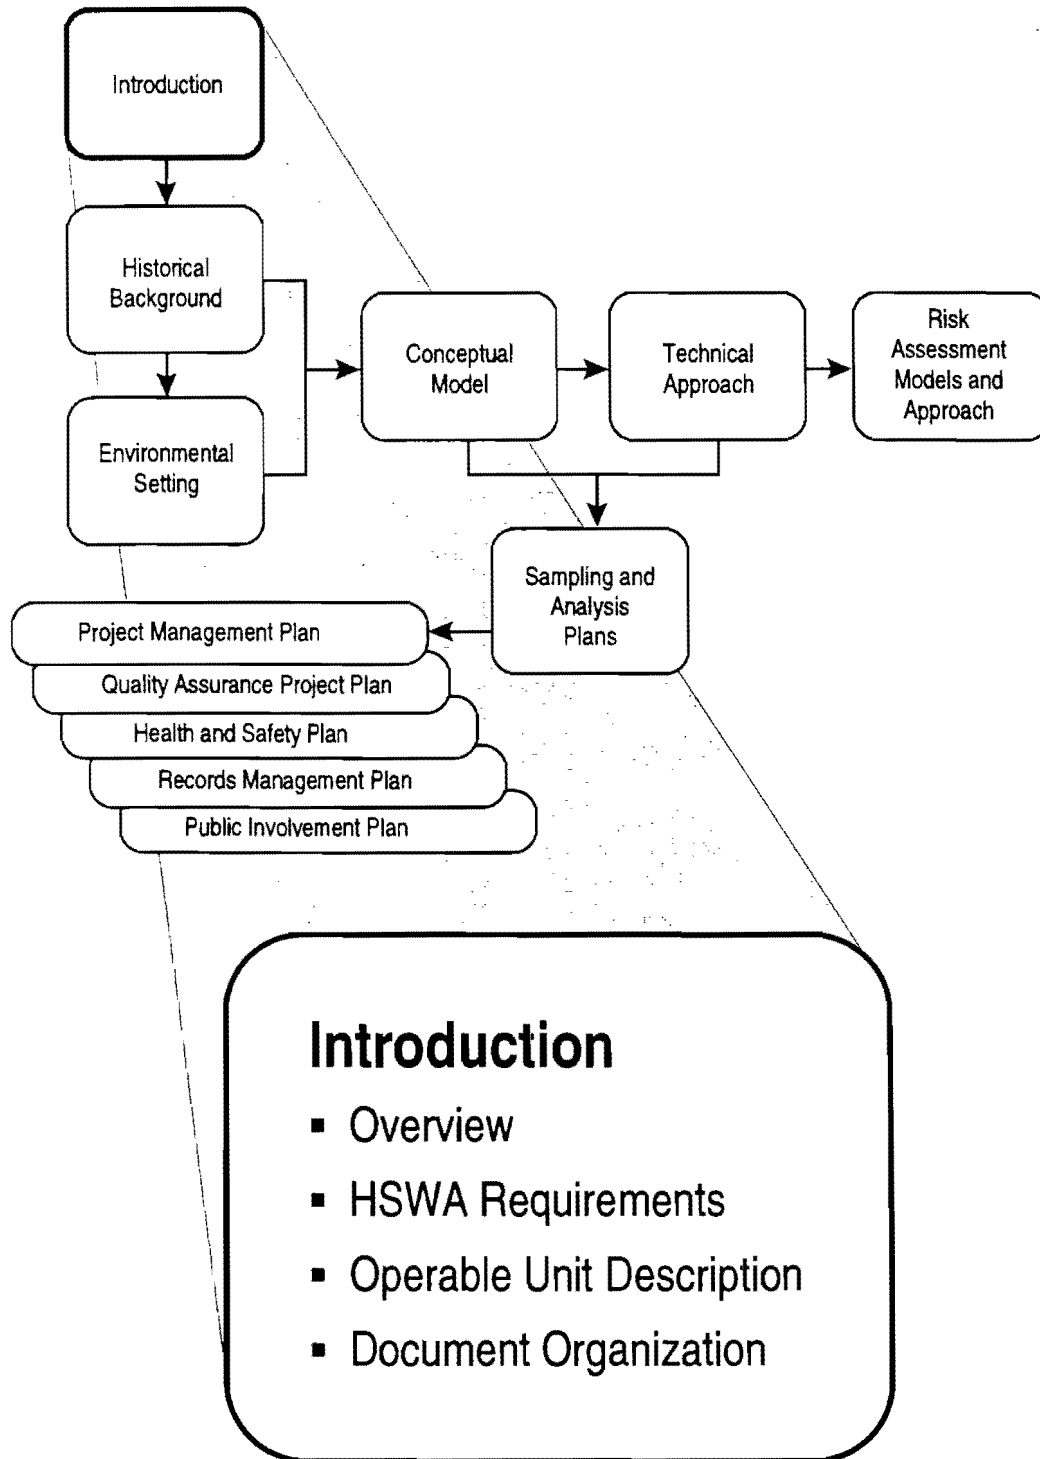 Introduction
Historical
Background
Environmental
Setting
Conceptual
Model
Technical
Approach
Risk
Assessment
Models and
Approach
Sampling and
Analysis
Plans
Project Management Plan
Quality Assurance Project Plan
Health and Safety Plan
Records Management Plan
Public Involvement Plan
Introduction
▪ Overview
▪ HSWA Requirements
▪ Operable Unit Description
▪ Document Organization